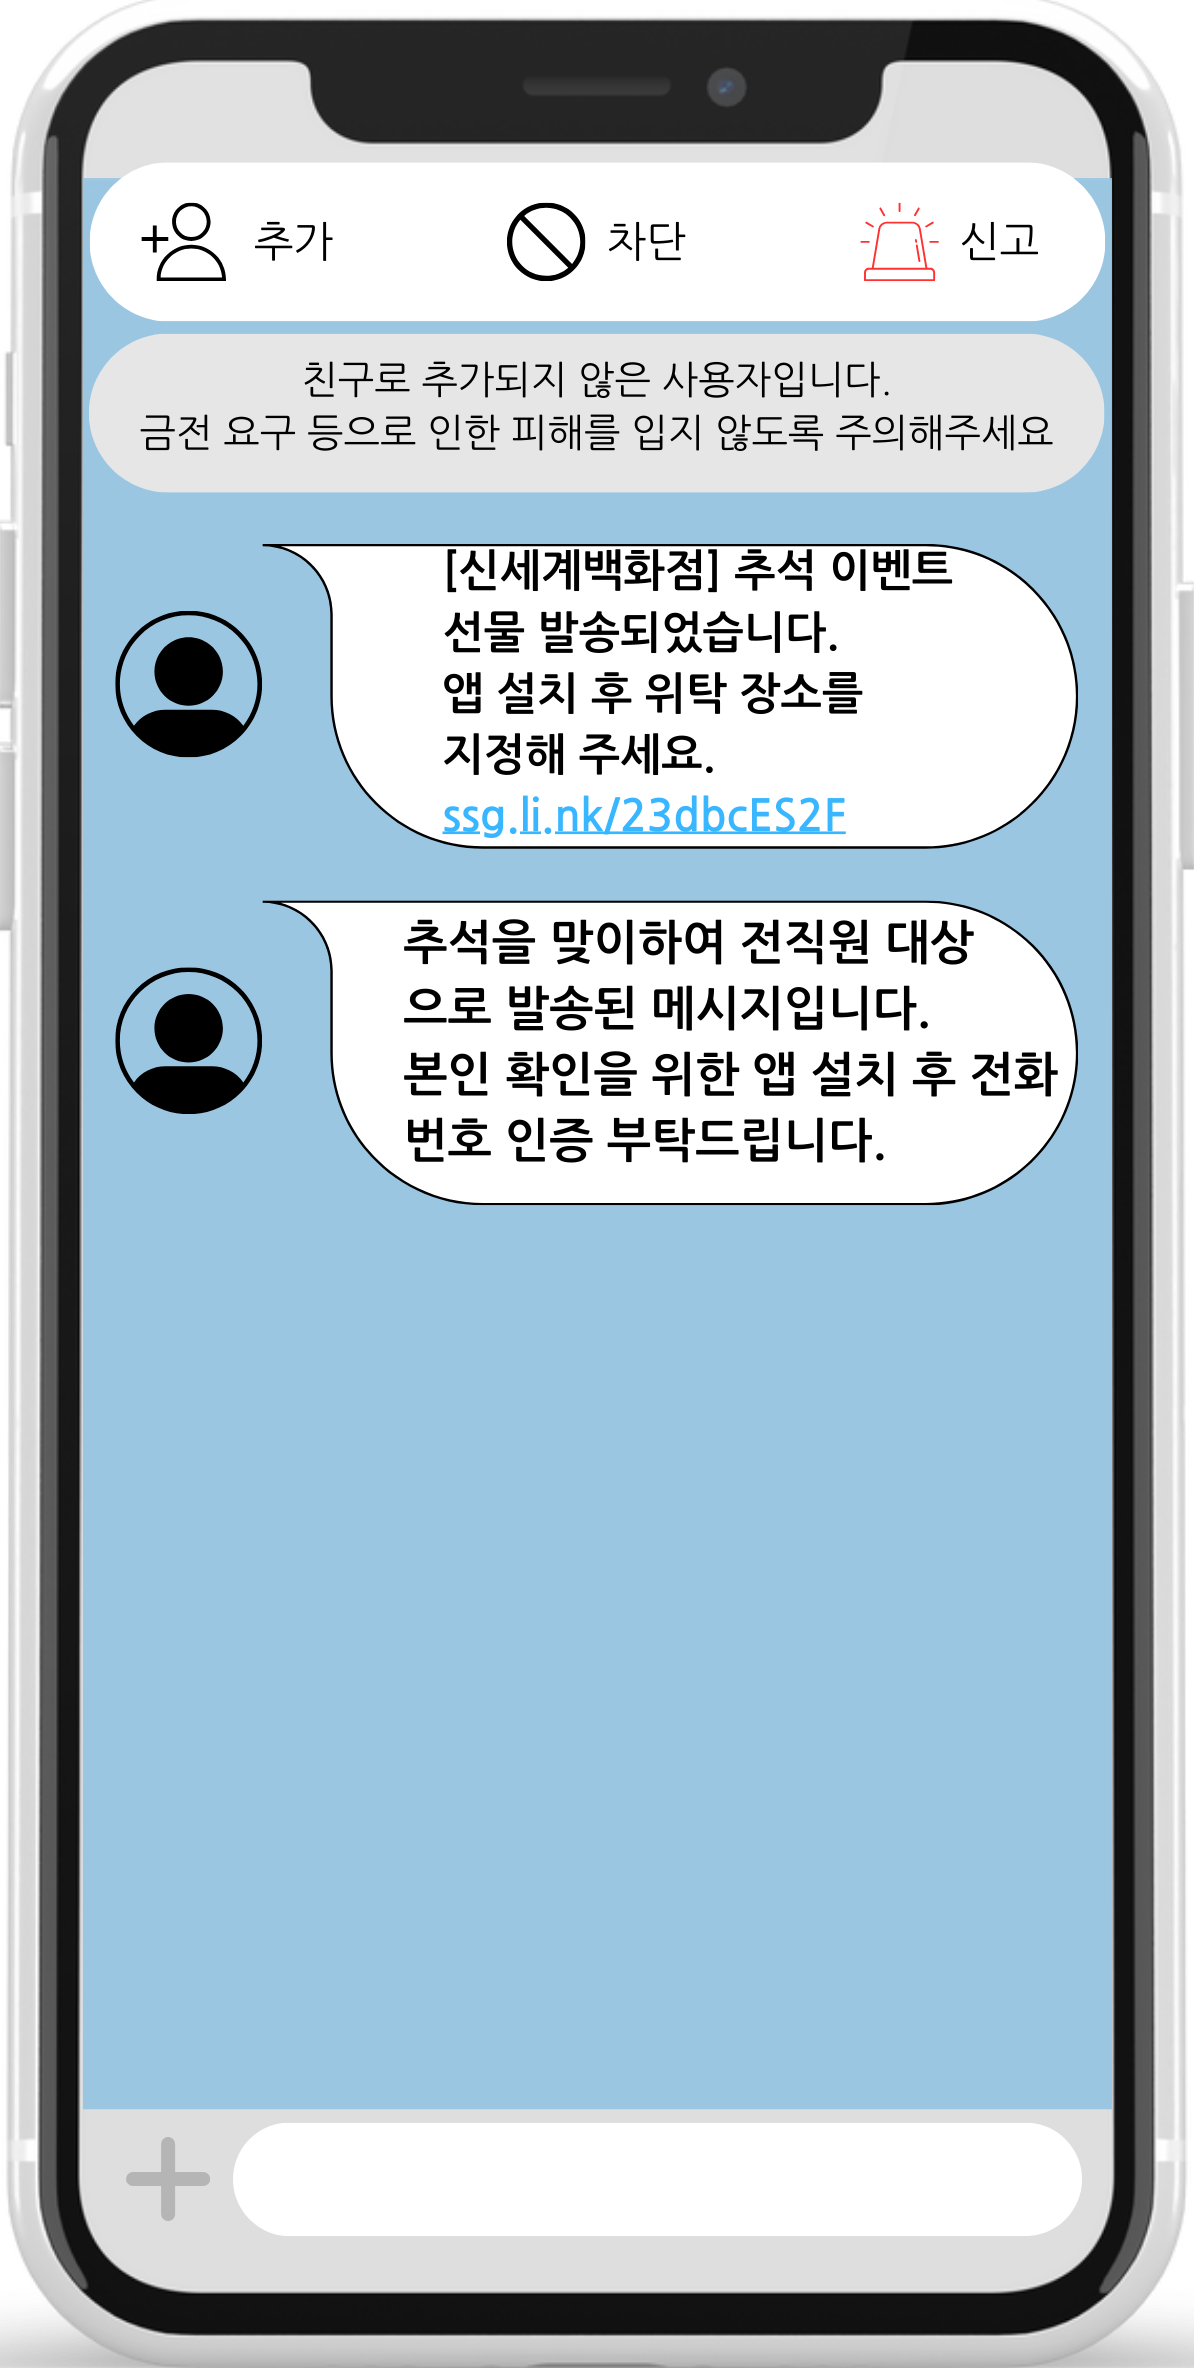 추가
차단
신고
친구로 추가되지 않은 사용자입니다.
금전 요구 등으로 인한 피해를 입지 않도록 주의해주세요
[신세계백화점] 추석 이벤트
선물 발송되었습니다.
앱 설치 후 위탁 장소를
지정해 주세요.
ssg.li.nk/23dbcES2F
추석을 맞이하여 전직원 대상
으로 발송된 메시지입니다.
본인 확인을 위한 앱 설치 후 전화
번호 인증 부탁드립니다.